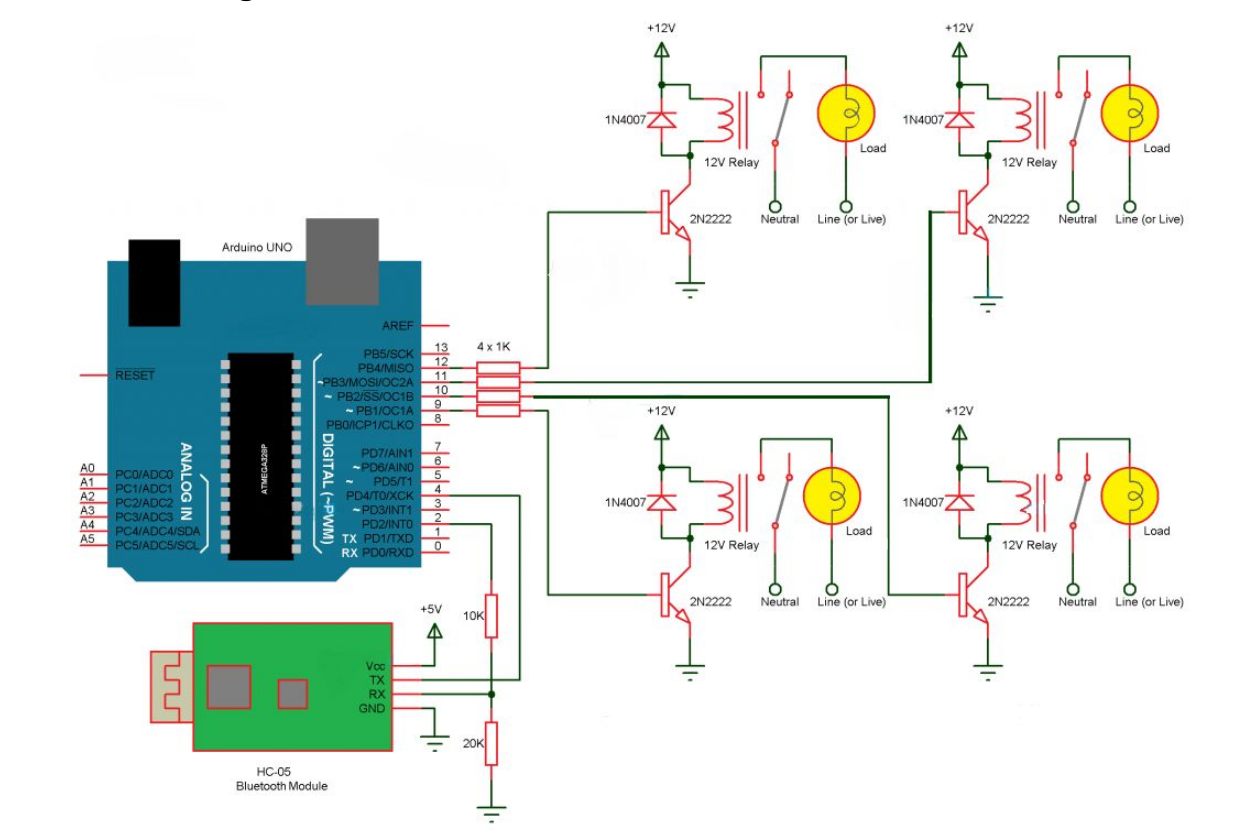 +12V
1N4007
12V Relay
Load
2N2222
Neutral
Line (or Live)
+12V
1N4007
12V Relay
Load
2N2222
Neutral
Line (or Live)
Arduino UNO
RESET
ATMEGA328P
ANALOG IN
DIGITAL (~PWM)
AREF
PB5/SCK 13
PB4/MISO 12
~PB3/MOSI/OC2A 11
~ PB2/SS/OC1B 10
~ PB1/OC1A 9
PB0/ICP1/CLKO 8
PD7/AIN1 7
~PD6/AIN0 6
~ PD5/T1 5
PD4/T0/XCK 4
~PD3/INT1 3
PD2/INT0 2
TX PD1/TXD 1
RX PD0/RXD 0
A0 PC0/ADC0
A1 PC1/ADC1
A2 PC2/ADC2
A3 PC3/ADC3
A4 PC4/ADC4/SDA
A5 PC5/ADC5/SCL
4 x 1K
+12V
1N4007
12V Relay
Load
2N2222
Neutral
Line (or Live)
+12V
1N4007
12V Relay
Load
2N2222
Neutral
Line (or Live)
10K
20K
+5V
Vcc
TX
RX
GND
HC-05
Bluetooth Module